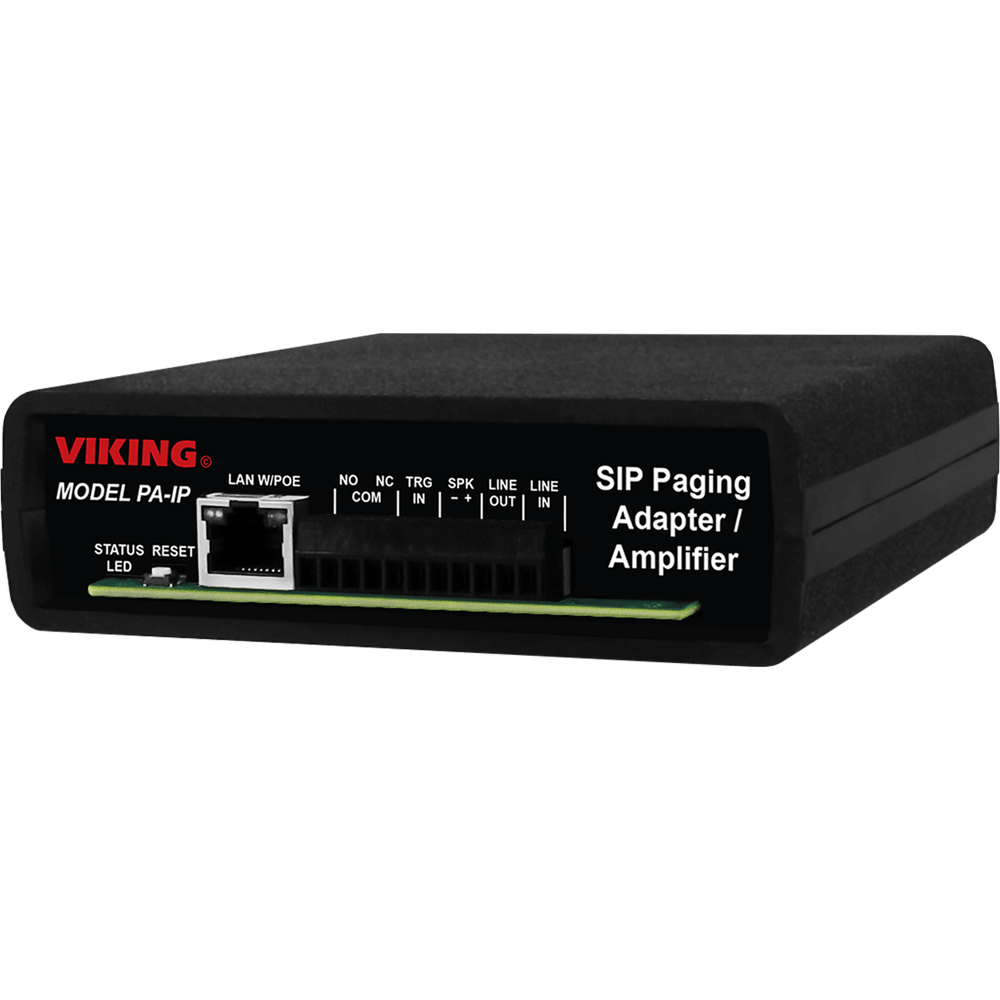 VIKING©
MODEL PA-IP
LAN W/POE
STATUS RESET
LED
NO NC
COM
TRG
IN
SPK
– +
LINE
OUT
LINE
IN
SIP Paging
Adapter /
Amplifier